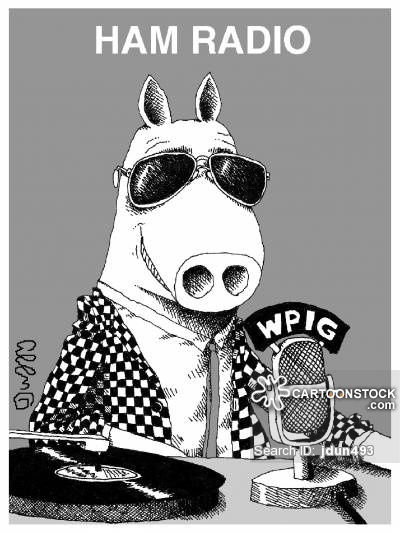 HAM RADIO
WPIG
CARTOONSTOCK
.com
Search ID: jdun493